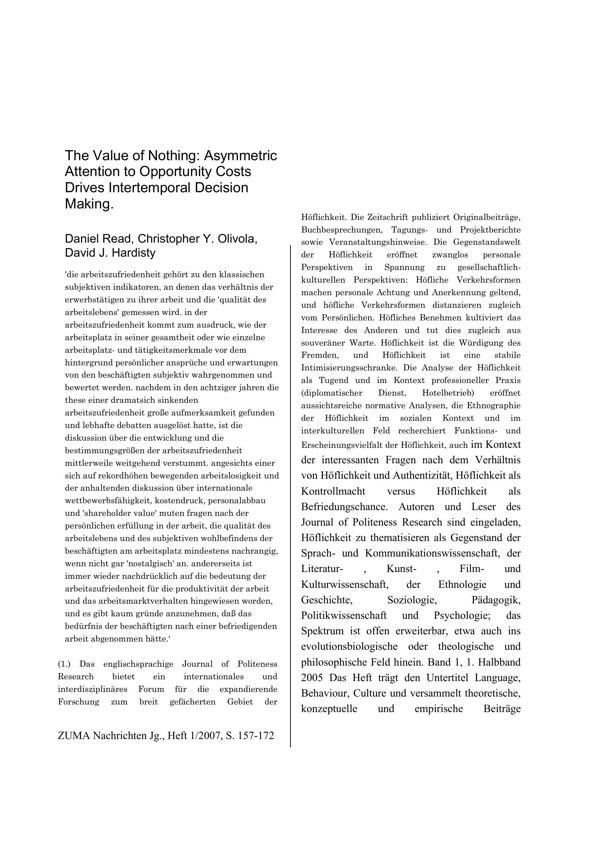 The Value of Nothing: Asymmetric
Attention to Opportunity Costs
Drives Intertemporal Decision
Making.
Daniel Read, Christopher Y. Olivola,
David J. Hardisty
'die arbeitszufriedenheit gehört zu den klassischen
subjektiven indikatoren, an denen das verhältnis der
erwerbstätigen zu ihrer arbeit und die 'qualität des
arbeitslebens' gemessen wird. in der
arbeitszufriedenheit kommt zum ausdruck, wie der
arbeitsplatz in seiner gesamtheit oder wie einzelne
arbeitsplatz- und tätigkeitsmerkmale vor dem
hintergrund persönlicher ansprüche und erwartungen
von den beschäftigten subjektiv wahrgenommen und
bewertet werden. nachdem in den achtziger jahren die
these einer dramatisch sinkenden
arbeitszufriedenheit große aufmerksamkeit gefunden
und lebhafte debatten ausgelöst hatte, ist die
diskussion über die entwicklung und die
bestimmungsgrößen der arbeitszufriedenheit
mittlerweile weitgehend verstummt. angesichts einer
sich auf rekordhöhen bewegenden arbeitslosigkeit und
der anhaltenden diskussion über internationale
wettbewerbsfähigkeit, kostendruck, personalabbau
und 'shareholder value' muten fragen nach der
persönlichen erfüllung in der arbeit, die qualität des
arbeitslebens und des subjektiven wohlbefindens der
beschäftigten am arbeitsplatz mindestens nachrangig,
wenn nicht gar 'nostalgisch' an. andererseits ist
immer wieder nachdrücklich auf die bedeutung der
arbeitszufriedenheit für die produktivität der arbeit
und das arbeitsmarktverhalten hingewiesen worden,
und es gibt kaum gründe anzunehmen, daß das
bedürfnis der beschäftigten nach einer befriedigenden
arbeit abgenommen hätte.'
(1.) Das englischsprachige Journal of Politeness
Research bietet ein internationales und
interdisziplinäres Forum für die expandierende
Forschung zum breit gefächerten Gebiet der
ZUMA Nachrichten Jg., Heft 1/2007, S. 157-172
Höflichkeit. Die Zeitschrift publiziert Originalbeiträge,
Buchbesprechungen, Tagungs- und Projektberichte
sowie Veranstaltungshinweise. Die Gegenstandswelt
der Höflichkeit eröffnet zwanglos personale
Perspektiven in Spannung zu gesellschaftlich-
kulturellen Perspektiven: Höfliche Verkehrsformen
machen personale Achtung und Anerkennung geltend,
und höfliche Verkehrsformen distanzieren zugleich
vom Persönlichen. Höfliches Benehmen kultiviert das
Interesse des Anderen und tut dies zugleich aus
souveräner Warte. Höflichkeit ist die Würdigung des
Fremden, und Höflichkeit ist eine stabile
Intimisierungsschranke. Die Analyse der Höflichkeit
als Tugend und im Kontext professioneller Praxis
(diplomatischer Dienst, Hotelbetrieb) eröffnet
aussichtsreiche normative Analysen, die Ethnographie
der Höflichkeit im sozialen Kontext und im
interkulturellen Feld recherchiert Funktions- und
Erscheinungsvielfalt der Höflichkeit, auch im Kontext
der interessanten Fragen nach dem Verhältnis
von Höflichkeit und Authentizität, Höflichkeit als
Kontrollmacht versus Höflichkeit als
Befriedungschance. Autoren und Leser des
Journal of Politeness Research sind eingeladen,
Höflichkeit zu thematisieren als Gegenstand der
Sprach- und Kommunikationswissenschaft, der
Literatur- , Kunst- , Film- und
Kulturwissenschaft, der Ethnologie und
Geschichte, Soziologie, Pädagogik,
Politikwissenschaft und Psychologie; das
Spektrum ist offen erweiterbar, etwa auch ins
evolutionsbiologische oder theologische und
philosophische Feld hinein. Band 1, 1. Halbband
2005 Das Heft trägt den Untertitel Language,
Behaviour, Culture und versammelt theoretische,
konzeptuelle und empirische Beiträge